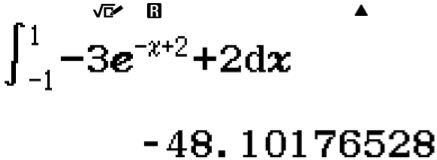 √□ R ▲
∫₋₁¹ -3e⁻ˣ⁺²+2dx
-48.10176528